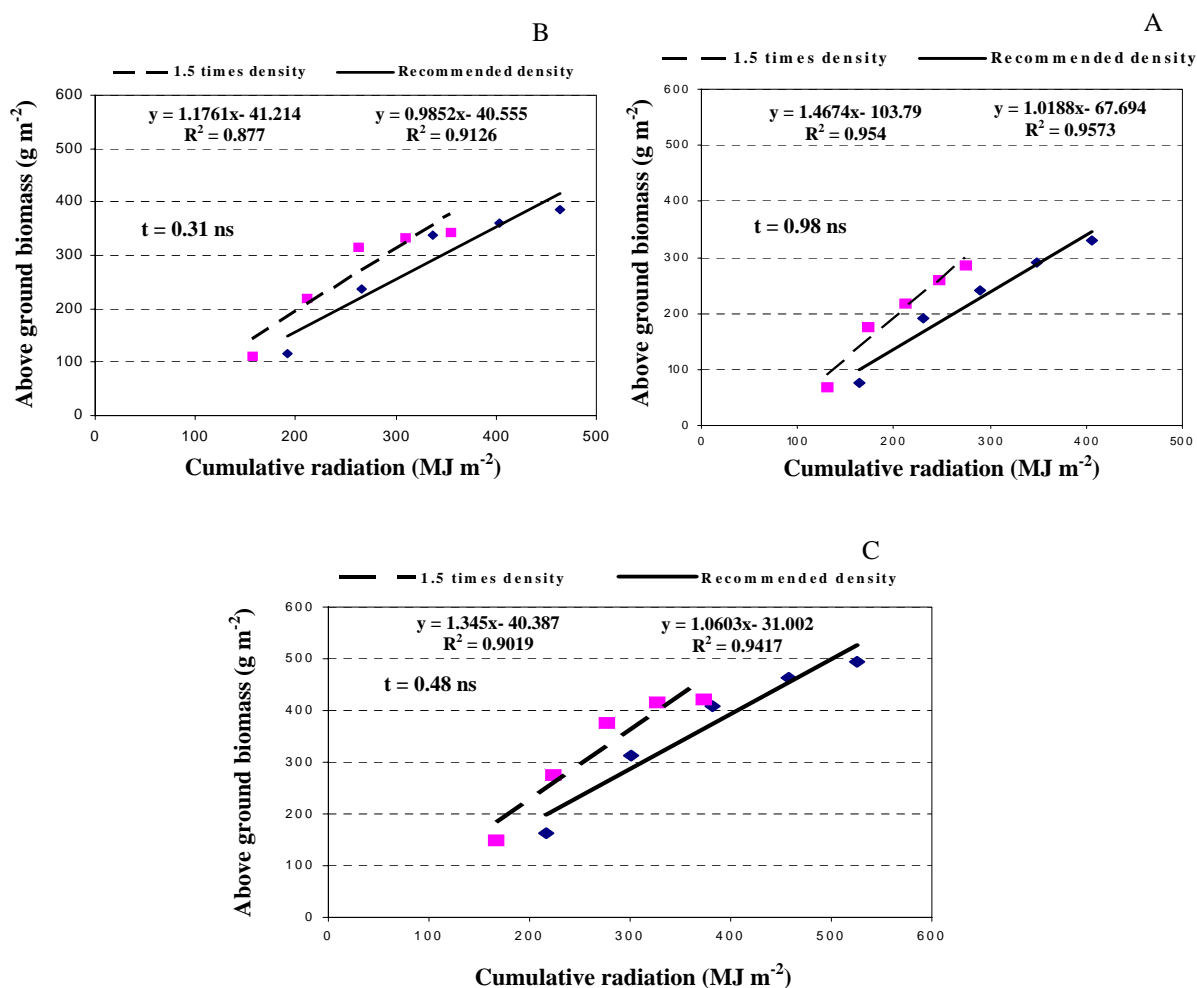 B
1.5 times density Recommended density
y = 1.1761x- 41.214 y = 0.9852x- 40.555
R² = 0.877 R² = 0.9126
t = 0.31 ns
Above ground biomass (g m⁻²)
600
500
400
300
200
100
0
0 100 200 300 400 500
Cumulative radiation (MJ m⁻²)
A
1.5 times density Recommended density
y = 1.4674x- 103.79 y = 1.0188x- 67.694
R² = 0.954 R² = 0.9573
t = 0.98 ns
Above ground biomass (g m⁻²)
600
500
400
300
200
100
0
0 100 200 300 400 500
Cumulative radiation (MJ m⁻²)
C
1.5 times density Recommended density
y = 1.345x- 40.387 y = 1.0603x- 31.002
R² = 0.9019 R² = 0.9417
t = 0.48 ns
Above ground biomass (g m⁻²)
600
500
400
300
200
100
0
0 100 200 300 400 500 600
Cumulative radiation (MJ m⁻²)